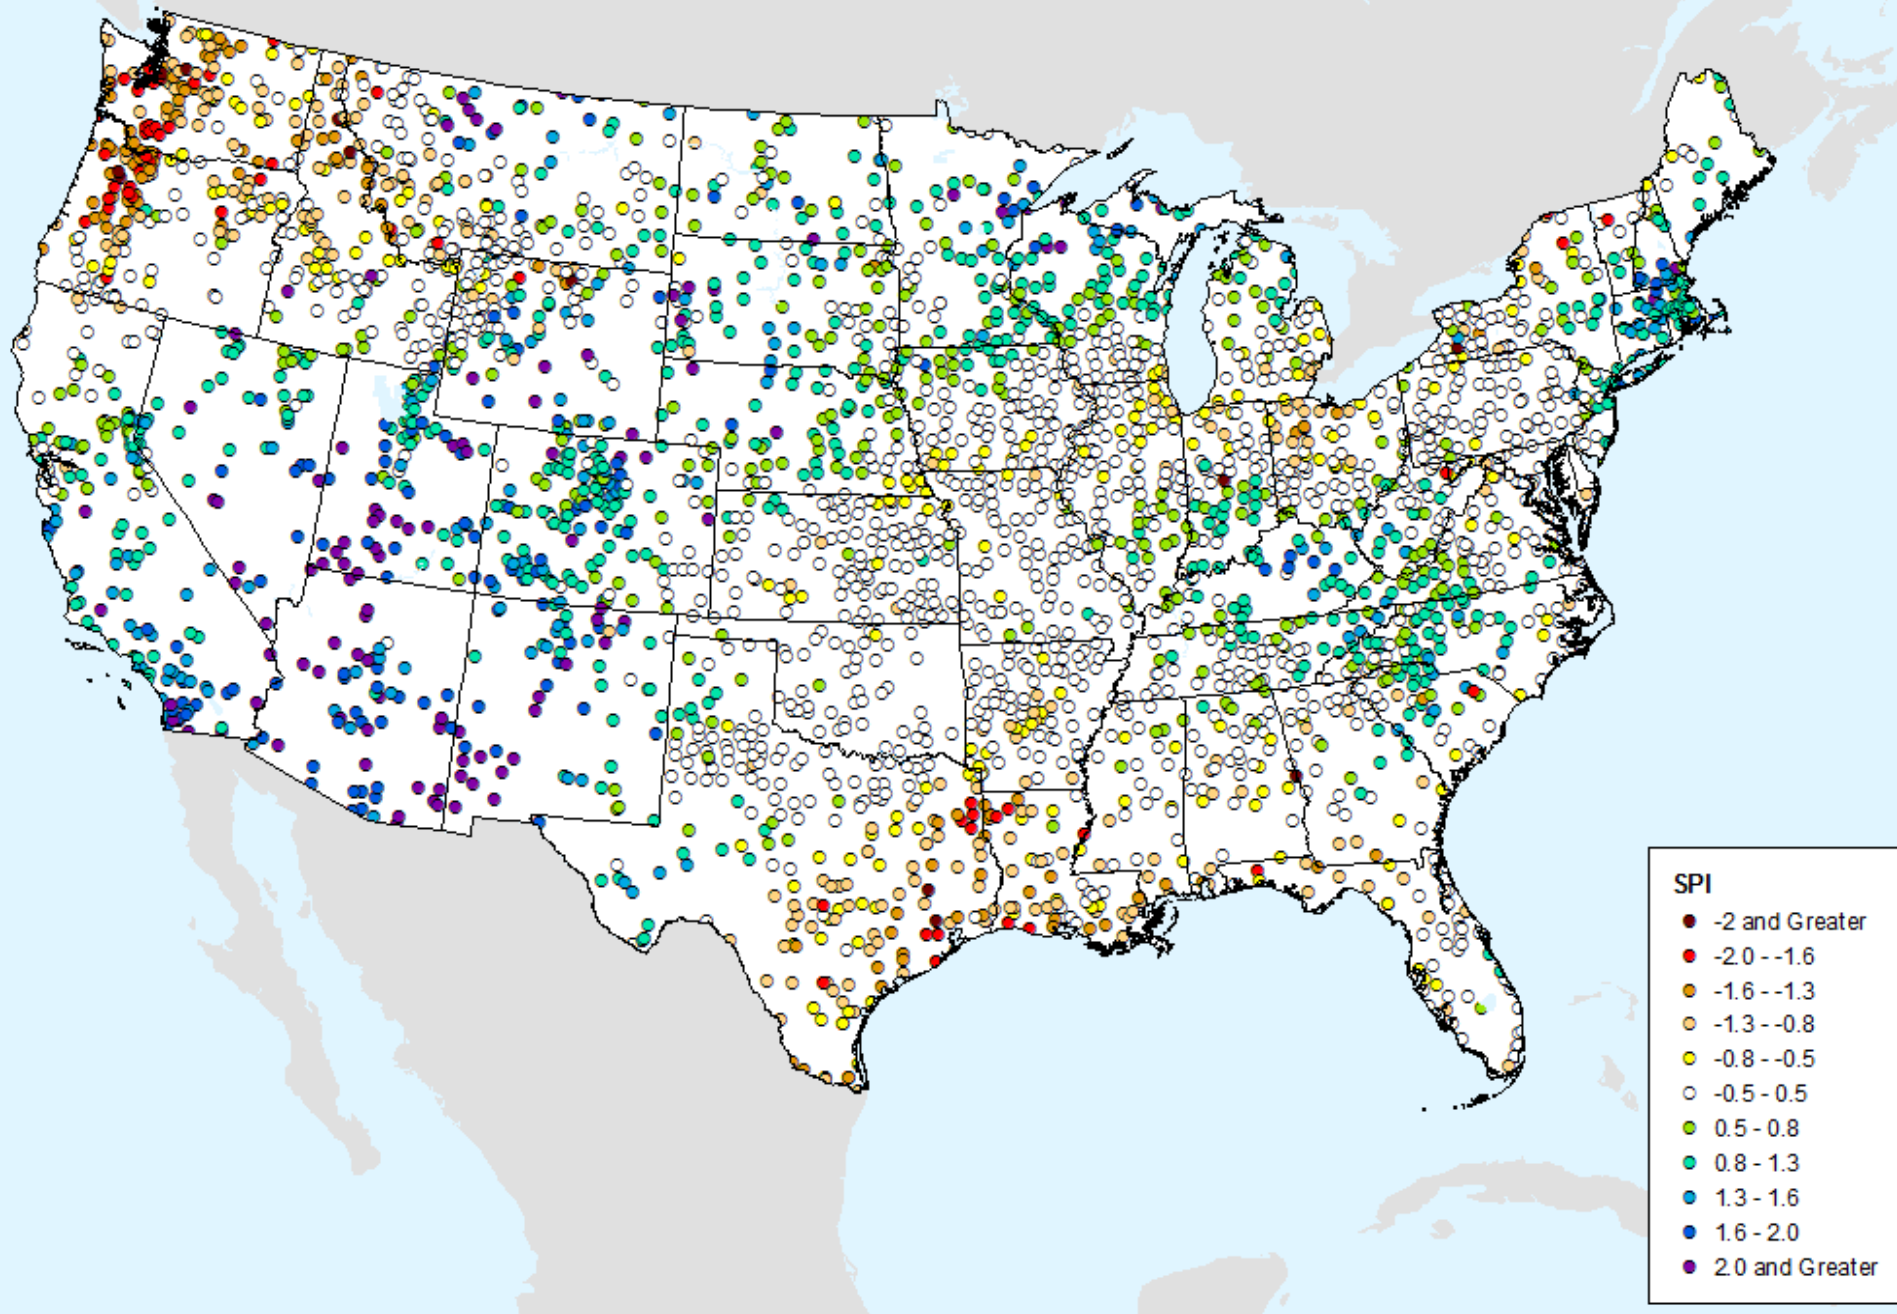 SPI
-2 and Greater
-2.0 - -1.6
-1.6 - -1.3
-1.3 - -0.8
-0.8 - -0.5
-0.5 - 0.5
0.5 - 0.8
0.8 - 1.3
1.3 - 1.6
1.6 - 2.0
2.0 and Greater